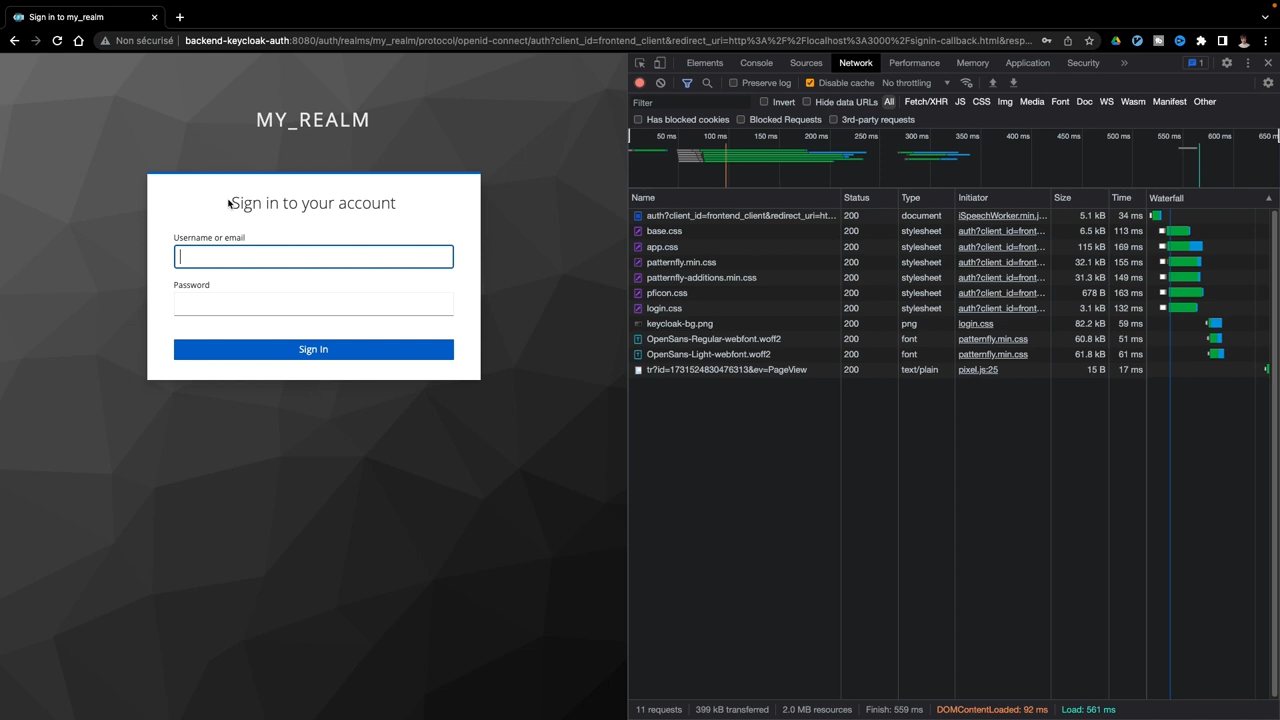 Sign in to my_realm
Non sécurisé
backend-keycloak-auth:8080/auth/realms/my_realm/protocol/openid-connect/auth?client_id=frontend_client&redirect_uri=http%3A%2F%2Flocalhost%3A3000%2Fsignin-callback.html&resp...
MY_REALM
Sign in to your account
Username or email
Password
Sign In
Elements Console Sources Network Performance Memory Application Security » 1
Preserve log Disable cache No throttling
Filter Invert Hide data URLs All Fetch/XHR JS CSS Img Media Font Doc WS Wasm Manifest Other
Has blocked cookies Blocked Requests 3rd-party requests
50 ms 100 ms 150 ms 200 ms 250 ms 300 ms 350 ms 400 ms 450 ms 500 ms 550 ms 600 ms 650 m
Name Status Type Initiator Size Time Waterfall
auth?client_id=frontend_client&redirect_uri=ht... 200 document iSpeechWorker.min.j... 5.1 kB 34 ms
base.css 200 stylesheet auth?client_id=front... 6.5 kB 113 ms
app.css 200 stylesheet auth?client_id=front... 115 kB 169 ms
patternfly.min.css 200 stylesheet auth?client_id=front... 32.1 kB 155 ms
patternfly-additions.min.css 200 stylesheet auth?client_id=front... 31.3 kB 149 ms
pficon.css 200 stylesheet auth?client_id=front... 678 B 163 ms
login.css 200 stylesheet auth?client_id=front... 3.1 kB 132 ms
keycloak-bg.png 200 png login.css 82.2 kB 59 ms
OpenSans-Regular-webfont.woff2 200 font patternfly.min.css 60.8 kB 51 ms
OpenSans-Light-webfont.woff2 200 font patternfly.min.css 61.8 kB 61 ms
tr?id=1731524830476313&ev=PageView 200 text/plain pixel.js:25 15 B 17 ms
11 requests 399 kB transferred 2.0 MB resources Finish: 559 ms DOMContentLoaded: 92 ms Load: 561 ms